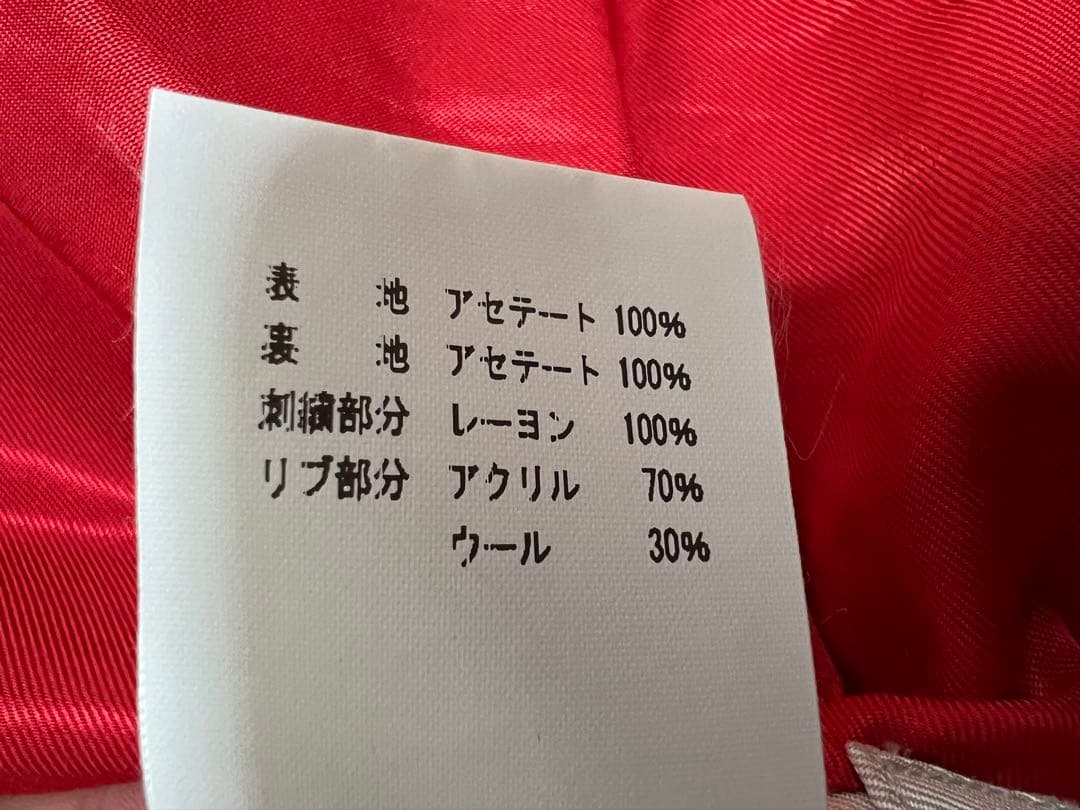 表　　地　アセテート 100%
裏　　地　アセテート 100%
刺繍部分　レーヨン 100%
リブ部分　アクリル 70%
ウール 30%